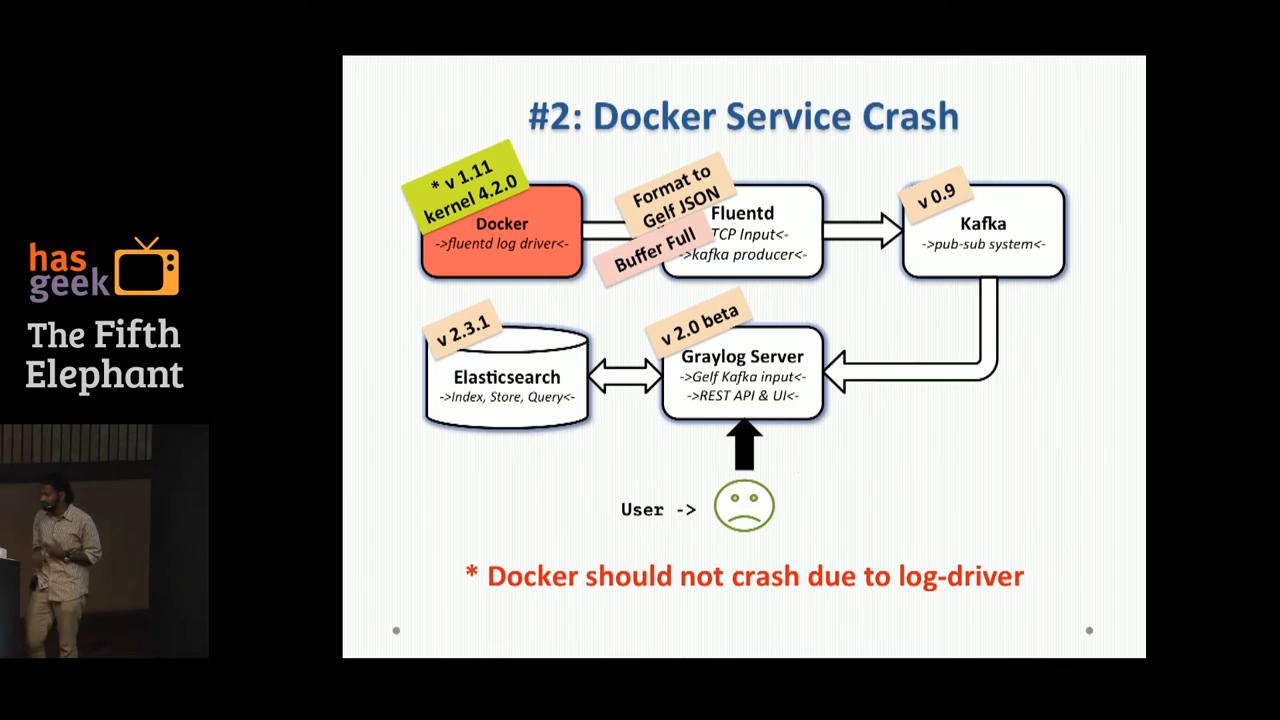 has
geek
The Fifth
Elephant
#2: Docker Service Crash
* v 1.11
kernel 4.2.0
Docker
->fluentd log driver<-
Format to
Gelf JSON
Buffer Full
Fluentd
TCP Input<-
kafka producer<-
v 0.9
Kafka
->pub-sub system<-
v 2.3.1
Elasticsearch
->Index, Store, Query<-
v 2.0 beta
Graylog Server
->Gelf Kafka input<-
->REST API & UI<-
User ->
* Docker should not crash due to log-driver